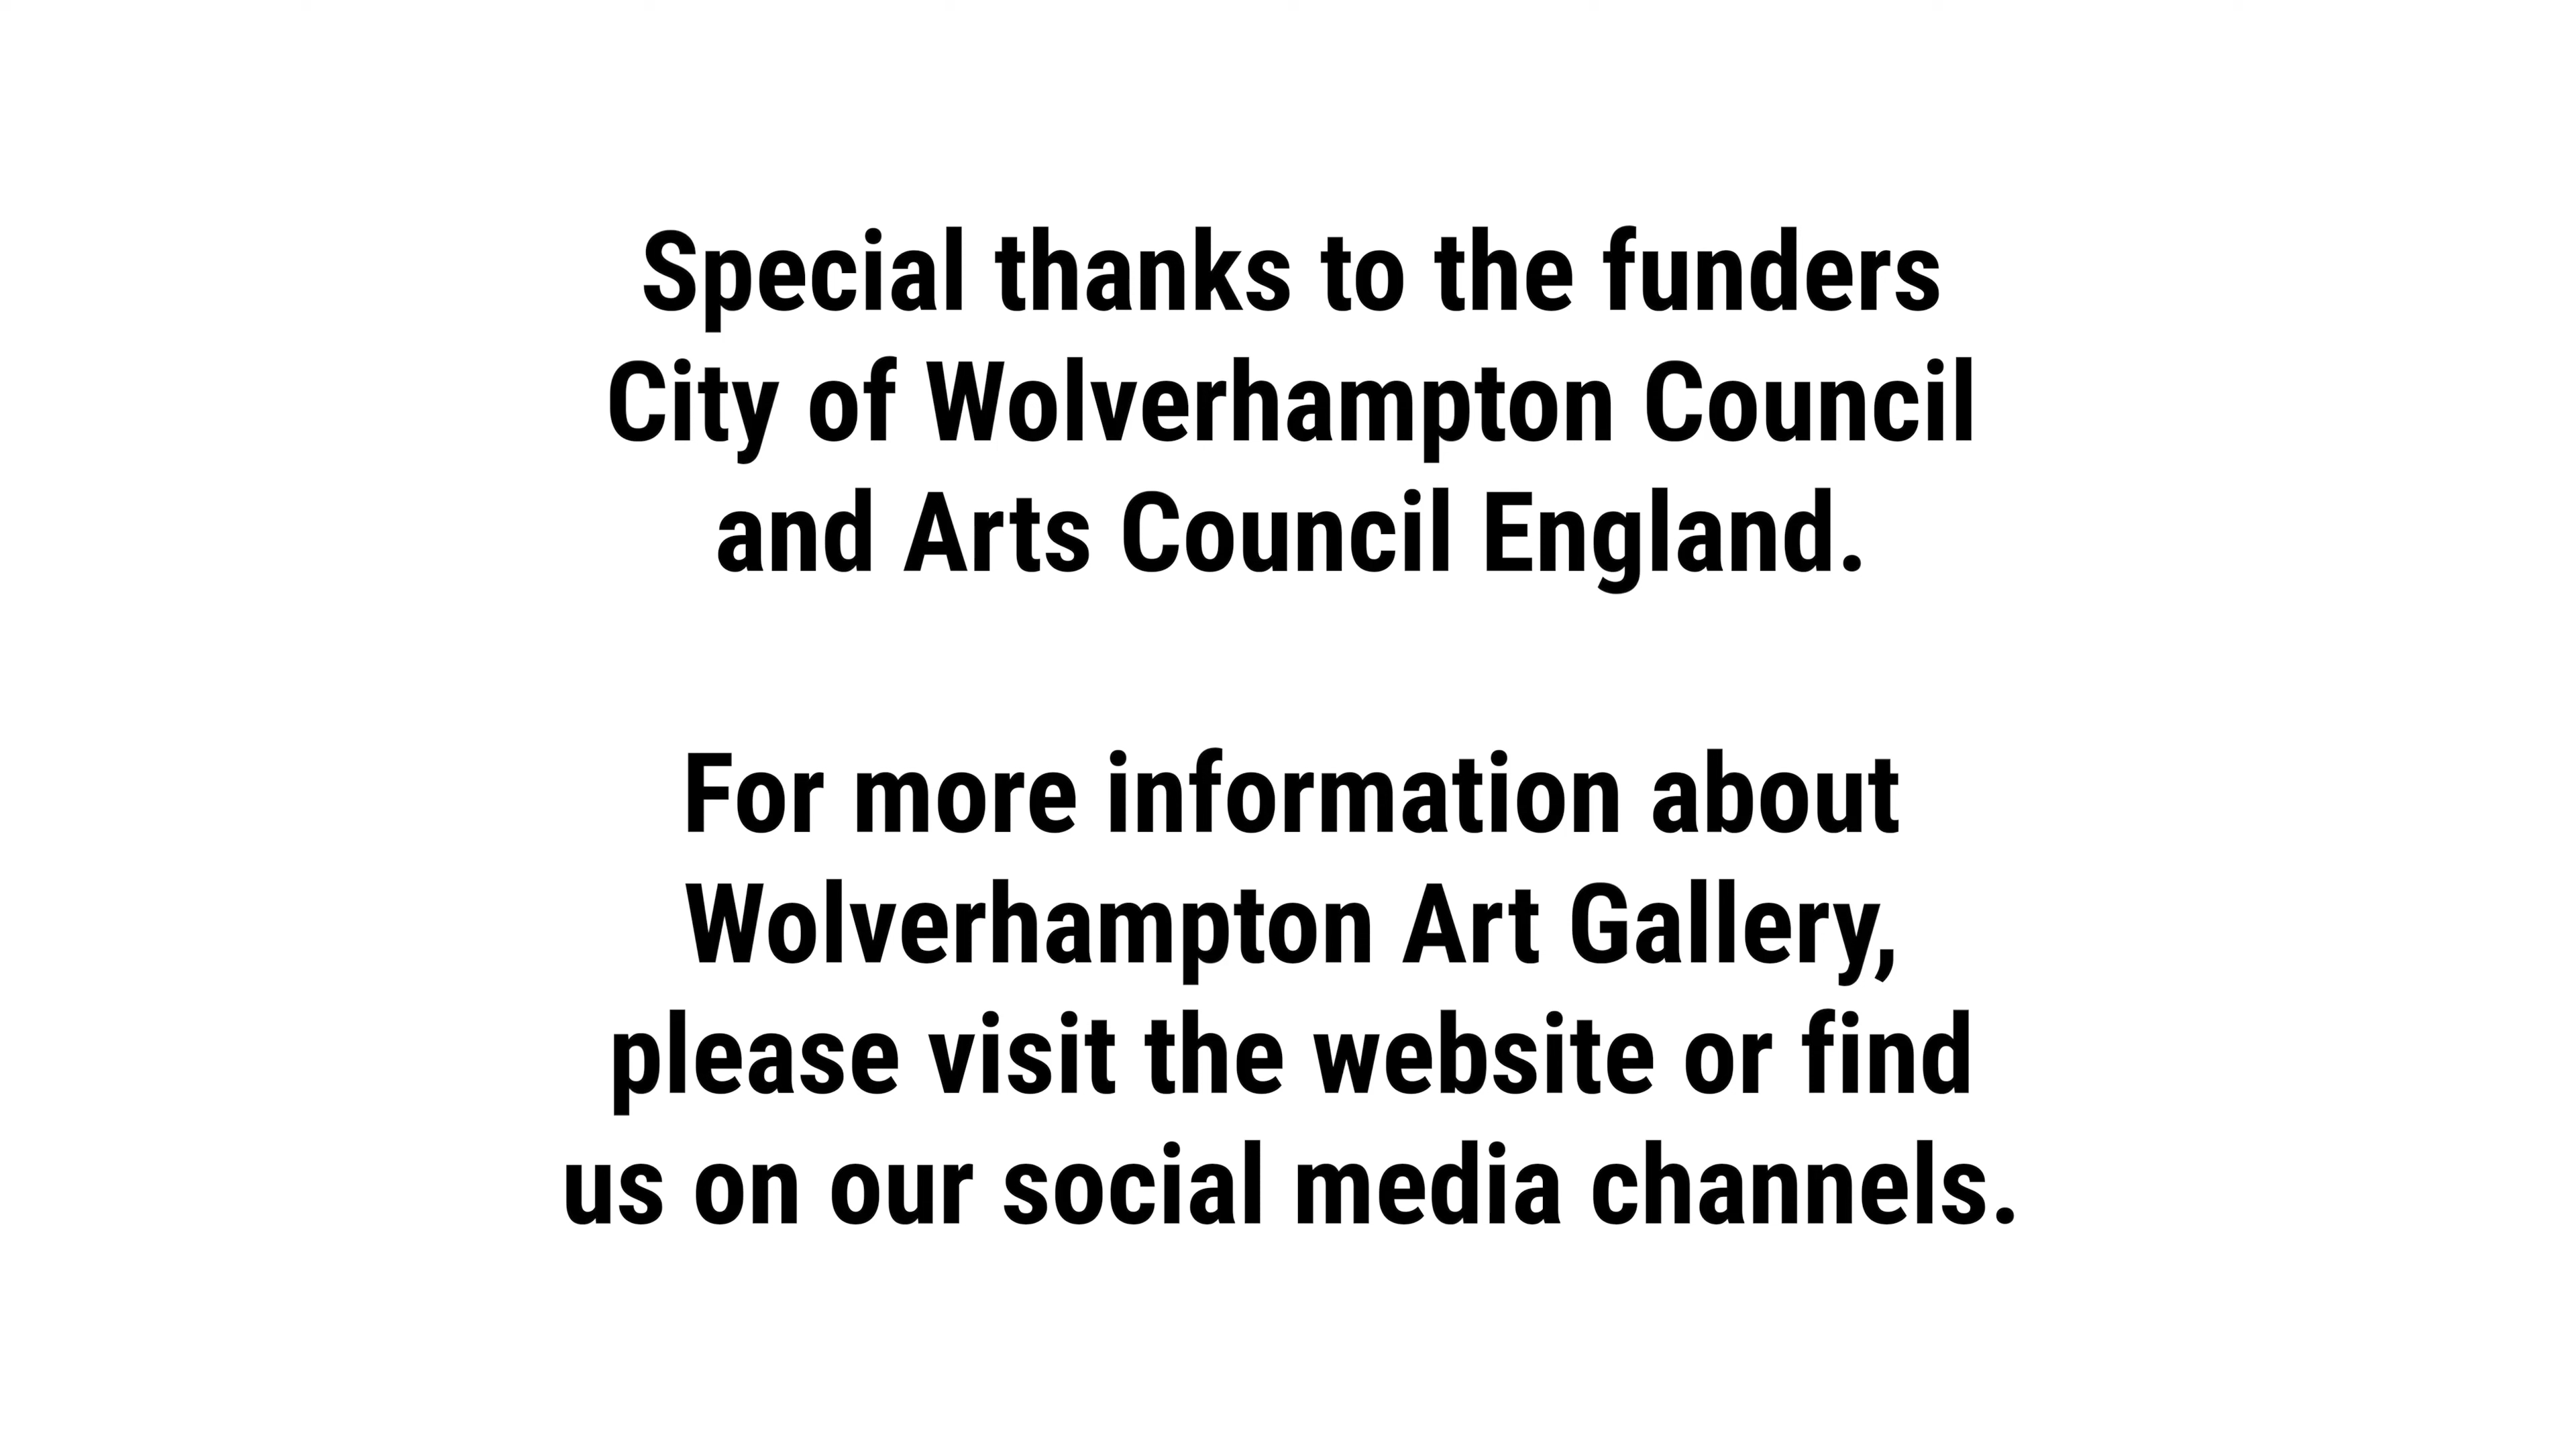 Special thanks to the funders
City of Wolverhampton Council
and Arts Council England.
For more information about
Wolverhampton Art Gallery,
please visit the website or find
us on our social media channels.